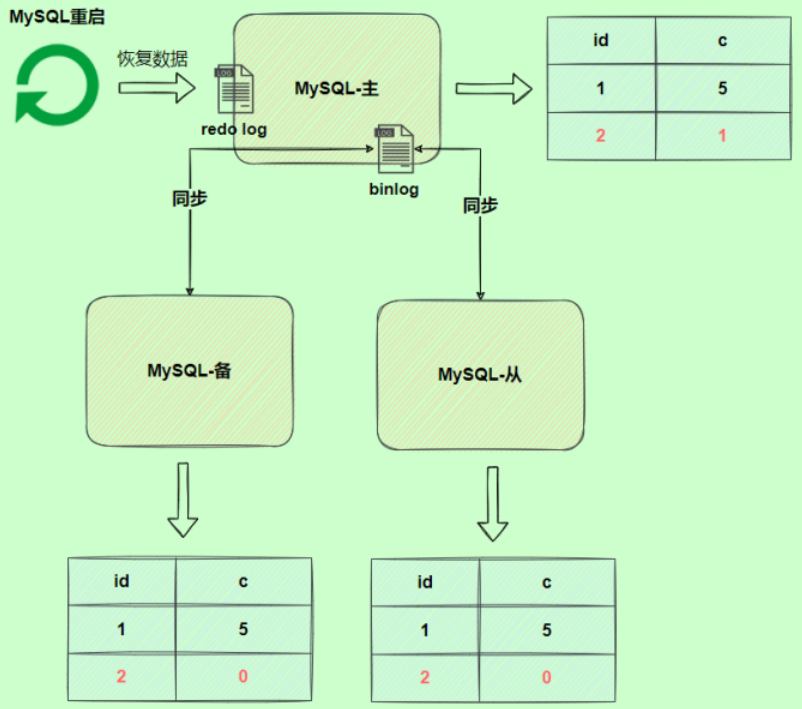 MySQL重启
恢复数据
LOG
redo log
MySQL-主
LOG
binlog
id c
1 5
2 1
同步
同步
MySQL-备
MySQL-从
id c
1 5
2 0
id c
1 5
2 0